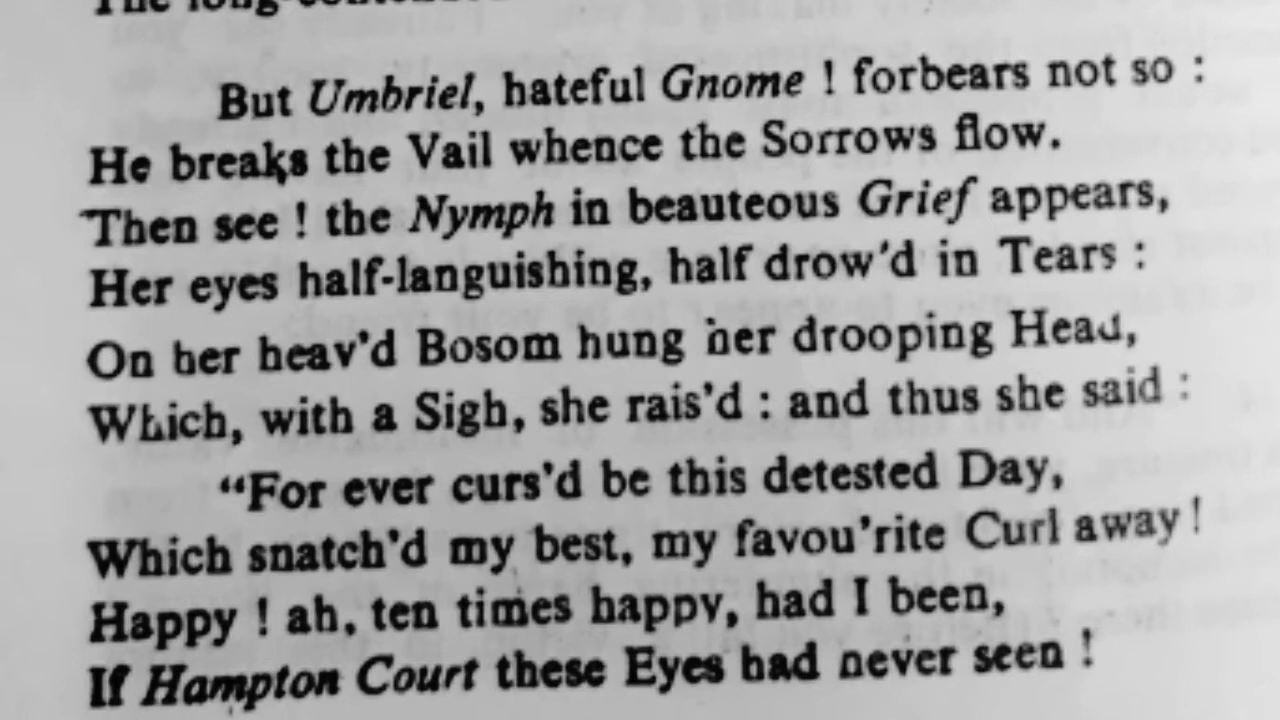 The long-contended
But Umbriel, hateful Gnome ! forbears not so :
He breaks the Vail whence the Sorrows flow.
Then see ! the Nymph in beauteous Grief appears,
Her eyes half-languishing, half drow'd in Tears :
On her heav'd Bosom hung her drooping Head,
Which, with a Sigh, she rais'd : and thus she said :
“For ever curs'd be this detested Day,
Which snatch'd my best, my favou'rite Curl away !
Happy ! ah, ten times happy, had I been,
If Hampton Court these Eyes had never seen !